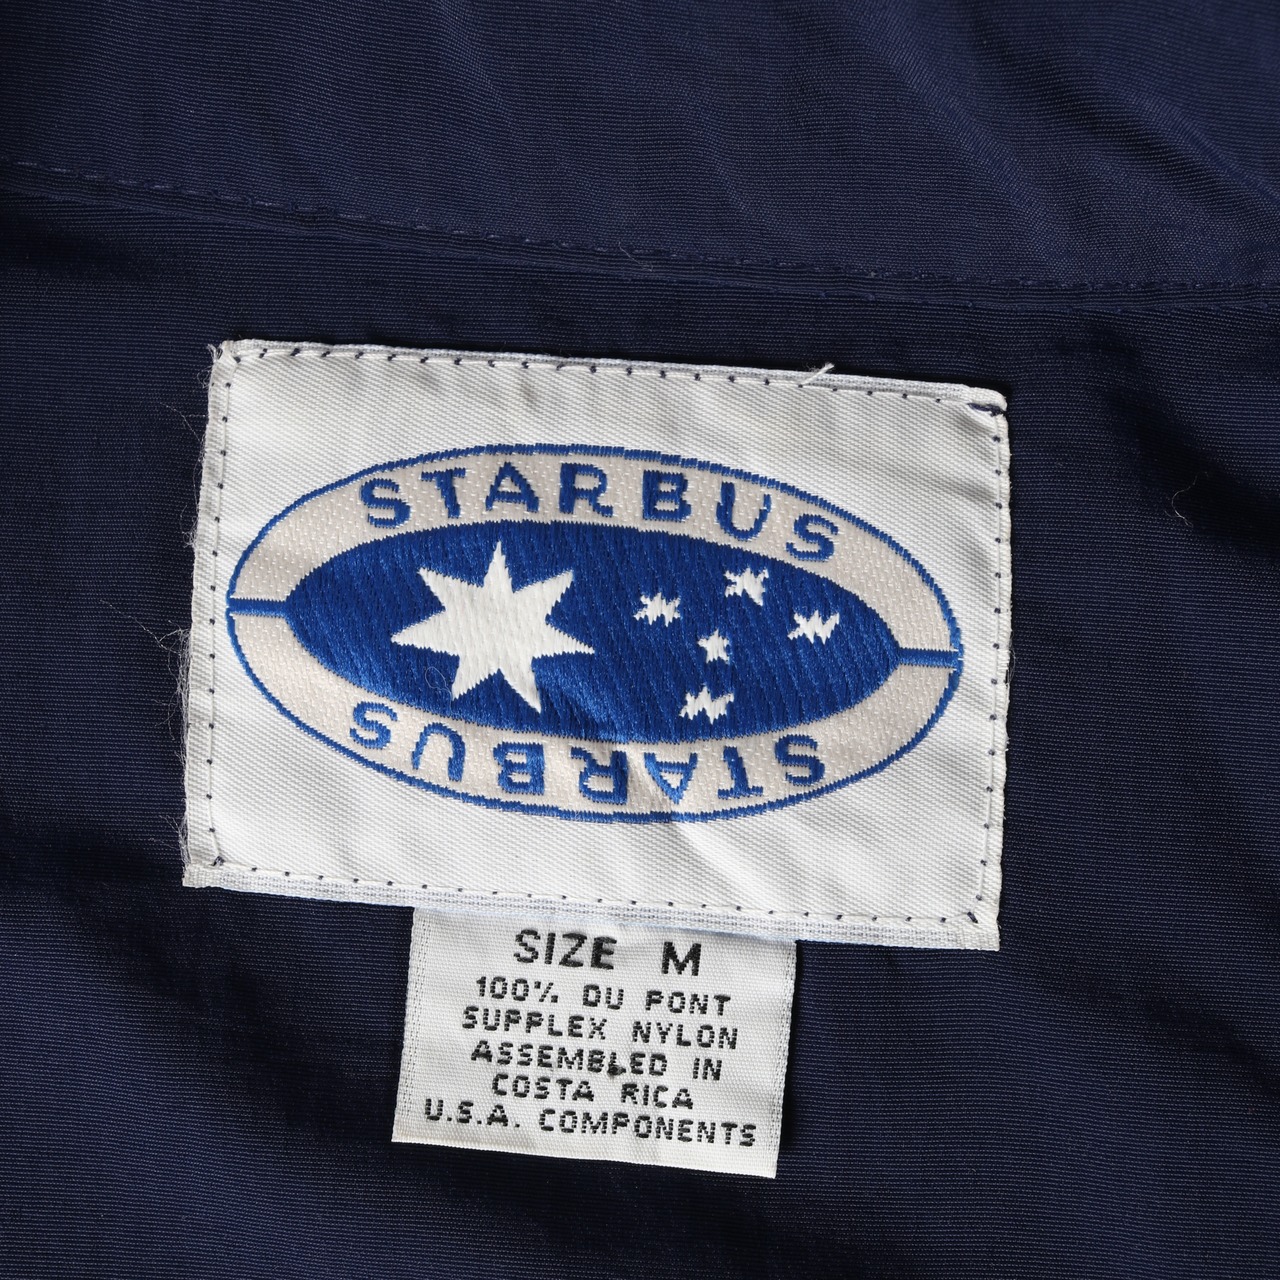 STARBUS
STARBUS
SIZE M
100% DU PONT
SUPPLEX NYLON
ASSEMBLED IN
COSTA RICA
U.S.A. COMPONENTS